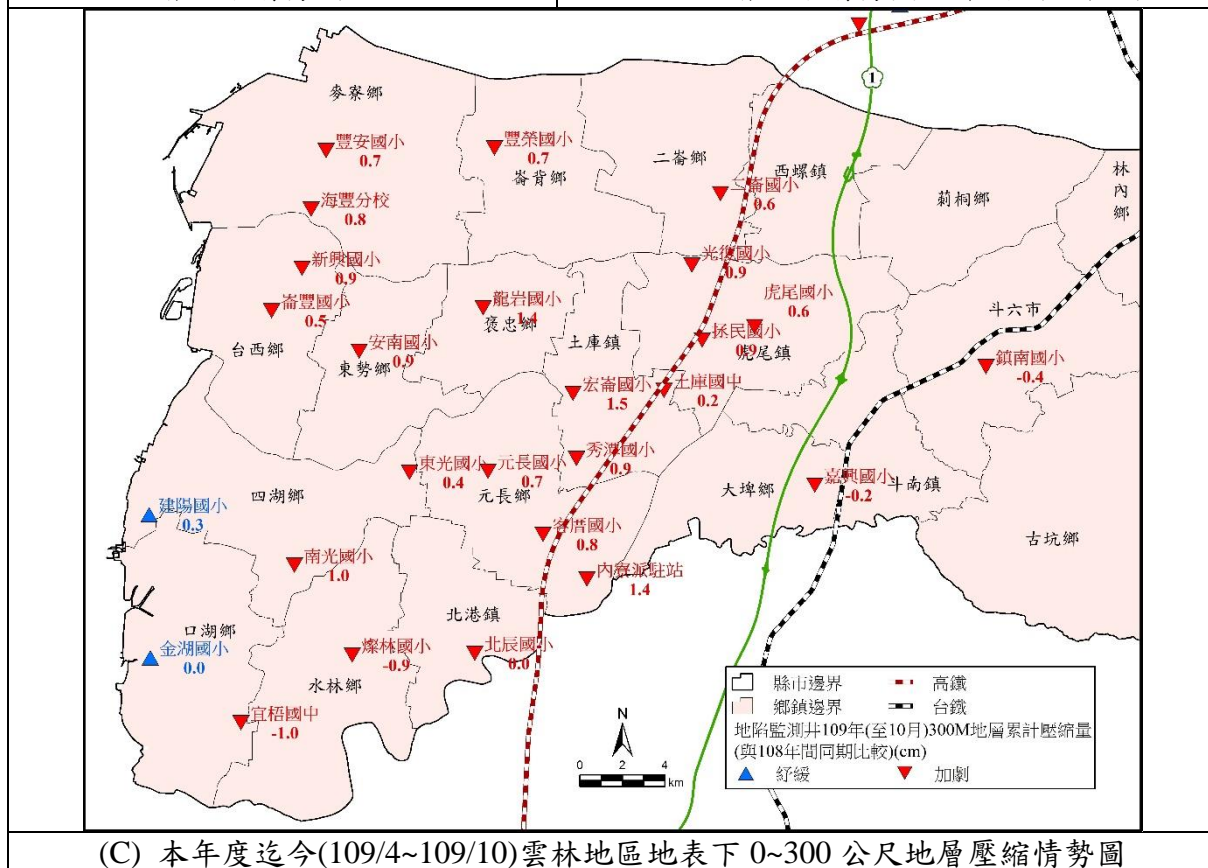 麥寮鄉
豐安國小
0.7
豐榮國小
0.7
崙背鄉
二崙鄉
西螺鎮
1
林內鄉
莿桐鄉
二崙國小
0.6
海豐分校
0.8
新興國小
0.9
光復國小
0.9
崙豐國小
0.5
龍岩國小
1.4
褒忠鄉
虎尾國小
0.6
斗六市
台西鄉
安南國小
0.9
東勢鄉
土庫鎮
拯民國小
0.9
虎尾鎮
鎮南國小
-0.4
宏崙國小
1.5
土庫國中
0.2
東光國小
0.4
元長國小
0.7
元長鄉
秀潭國小
0.9
大埤鄉
嘉興國小
-0.2
斗南鎮
四湖鄉
建陽國小
0.3
客厝國小
0.8
古坑鄉
南光國小
1.0
內寮派駐站
1.4
北港鎮
口湖鄉
金湖國小
0.0
燦林國小
-0.9
北辰國小
0.0
水林鄉
宜梧國中
-1.0
N
0 2 4
km
縣市邊界 高鐵
鄉鎮邊界 台鐵
地陷監測井109年(至10月)300M地層累計壓縮量
(與108年間同期比較)(cm)
紓緩 加劇
(C) 本年度迄今(109/4~109/10)雲林地區地表下 0~300 公尺地層壓縮情勢圖